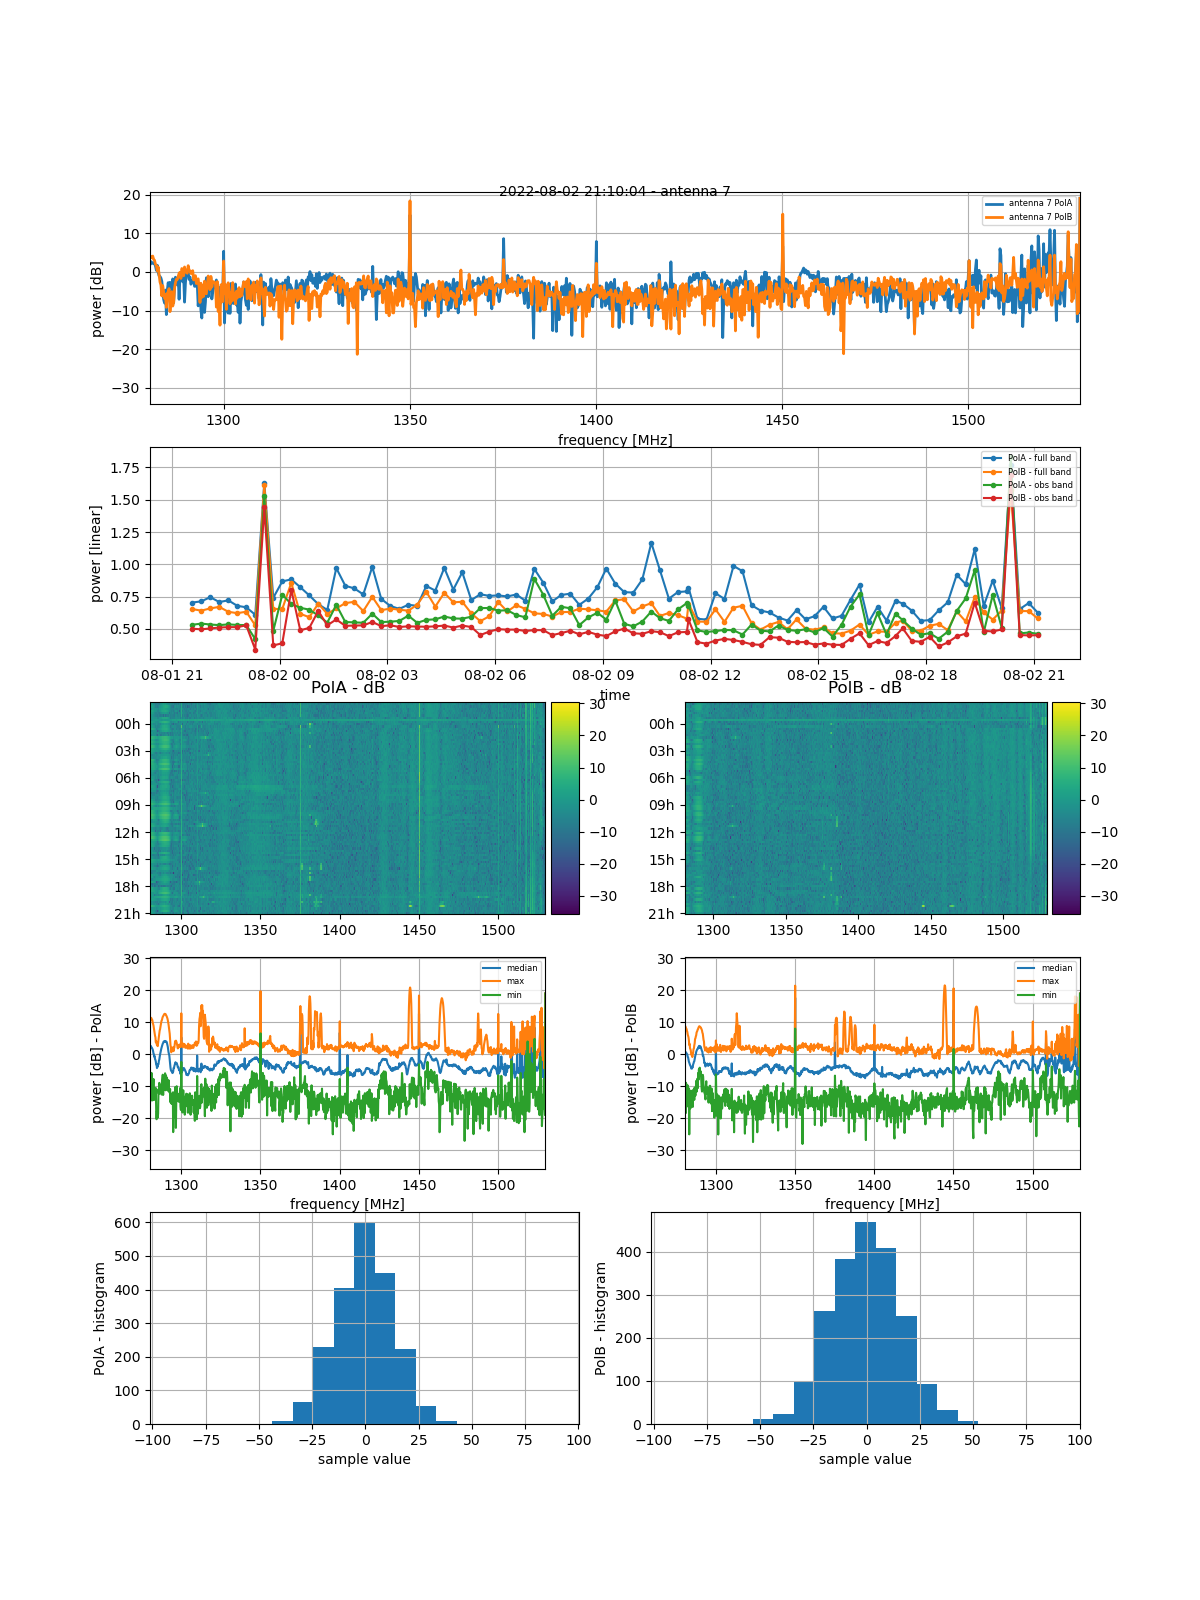 2022-08-02 21:10:04 - antenna 7
20
10
0
−10
−20
−30
power [dB]
antenna 7 PolA
antenna 7 PolB
1300 1350 1400 1450 1500
frequency [MHz]
1.75
1.50
1.25
1.00
0.75
0.50
power [linear]
PolA - full band
PolB - full band
PolA - obs band
PolB - obs band
08-01 21 08-02 00 08-02 03 08-02 06 08-02 09 08-02 12 08-02 15 08-02 18 08-02 21
time
PolA - dB
00h
03h
06h
09h
12h
15h
18h
21h
1300 1350 1400 1450 1500
30
20
10
0
−10
−20
−30
PolB - dB
00h
03h
06h
09h
12h
15h
18h
21h
1300 1350 1400 1450 1500
30
20
10
0
−10
−20
−30
30
20
10
0
−10
−20
−30
power [dB] - PolA
median
max
min
1300 1350 1400 1450 1500
frequency [MHz]
30
20
10
0
−10
−20
−30
power [dB] - PolB
median
max
min
1300 1350 1400 1450 1500
frequency [MHz]
600
500
400
300
200
100
0
PolA - histogram
−100 −75 −50 −25 0 25 50 75 100
sample value
400
300
200
100
0
PolB - histogram
−100 −75 −50 −25 0 25 50 75 100
sample value